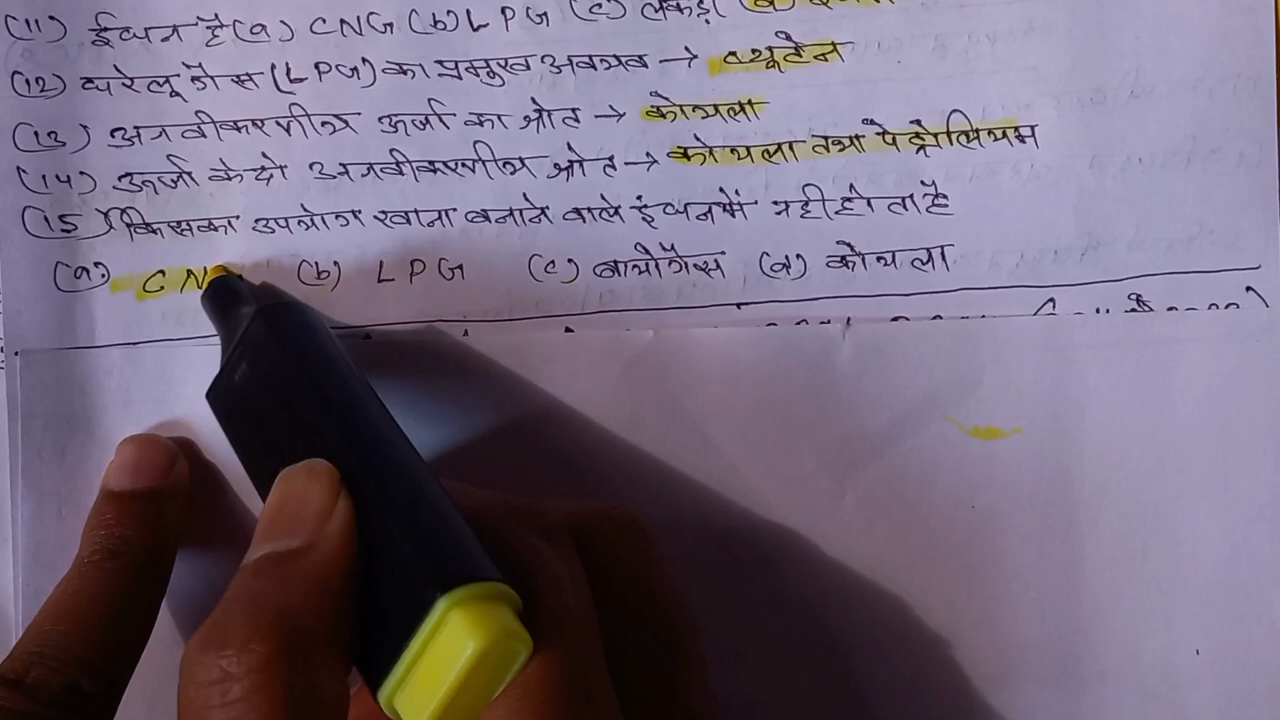 (11) ईंधन है (a) CNG (b) LPG (c) लकड़ी (d)
(12) घरेलू गैस (LPG) का प्रमुख अवयव → ब्यूटेन
(13) अनवीकरणीय ऊर्जा का श्रोत → कोयला
(14) ऊर्जा के दो अनवीकरणीय श्रोत → कोयला तथा पेट्रोलियम
(15) किसका उपयोग खाना बनाने वाले इंधन में नही होता है
(a) CN (b) LPG (c) बायोगैस (d) कोयला